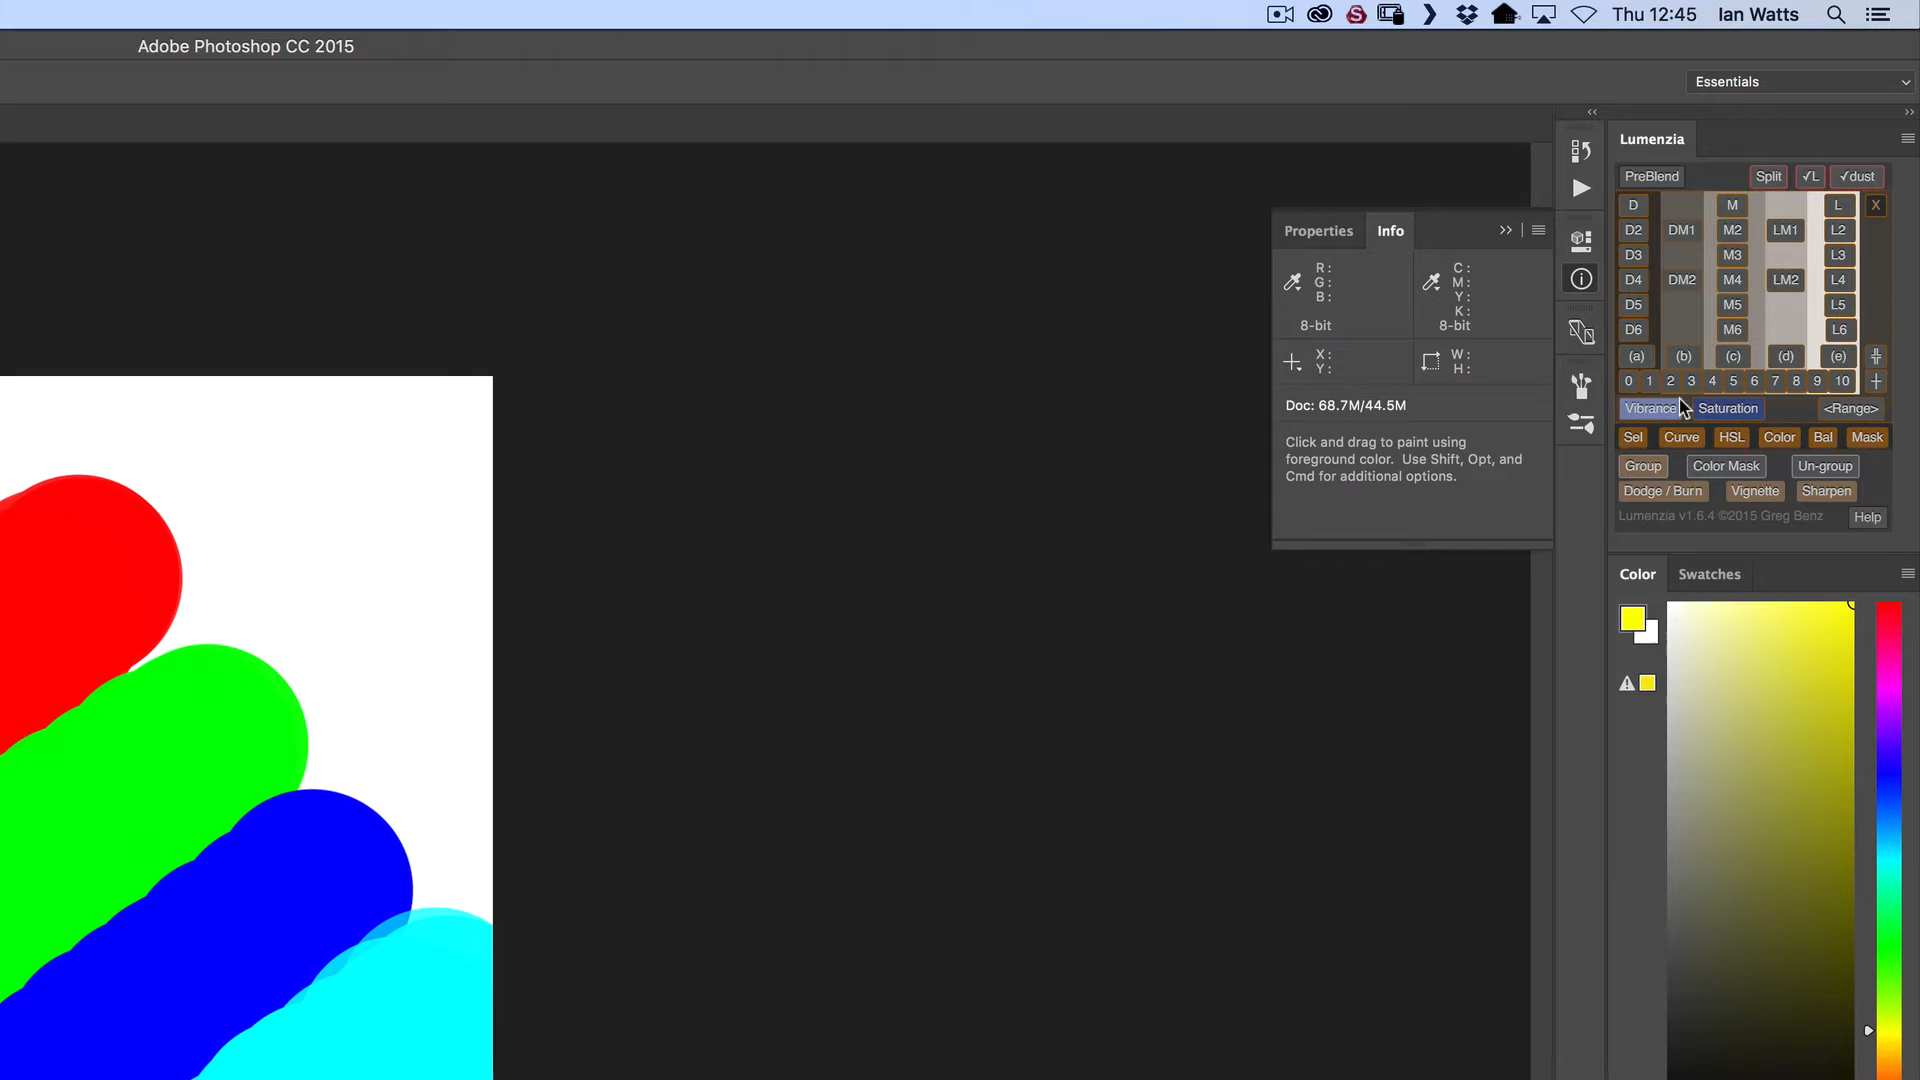 Thu 12:45 Ian Watts
Adobe Photoshop CC 2015
Essentials
Lumenzia
PreBlend Split √L √dust
D M L X
D2 DM1 M2 LM1 L2
D3 M3 L3
D4 DM2 M4 LM2 L4
D5 M5 L5
D6 M6 L6
(a) (b) (c) (d) (e)
0 1 2 3 4 5 6 7 8 9 10
Vibrance Saturation <Range>
Sel Curve HSL Color Bal Mask
Group Color Mask Un-group
Dodge / Burn Vignette Sharpen
Lumenzia v1.6.4 ©2015 Greg Benz Help
Properties Info
R: C:
G: M:
B: Y:
K:
8-bit 8-bit
X: W:
Y: H:
Doc: 68.7M/44.5M
Click and drag to paint using
foreground color. Use Shift, Opt, and
Cmd for additional options.
Color Swatches